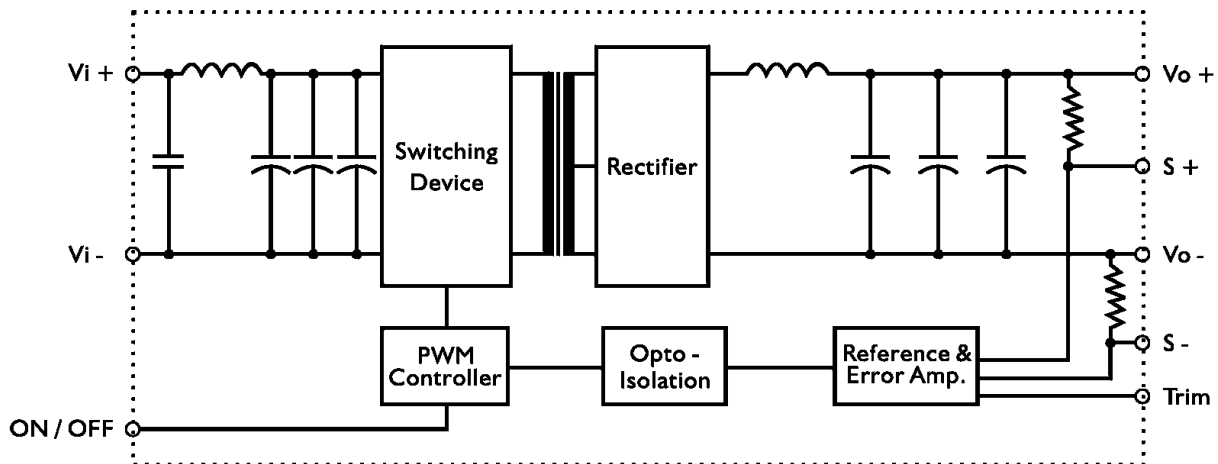 Vi +
Vo +
Switching
Device
Rectifier
S +
Vi -
Vo -
PWM
Controller
Opto -
Isolation
Reference &
Error Amp.
S -
Trim
ON / OFF